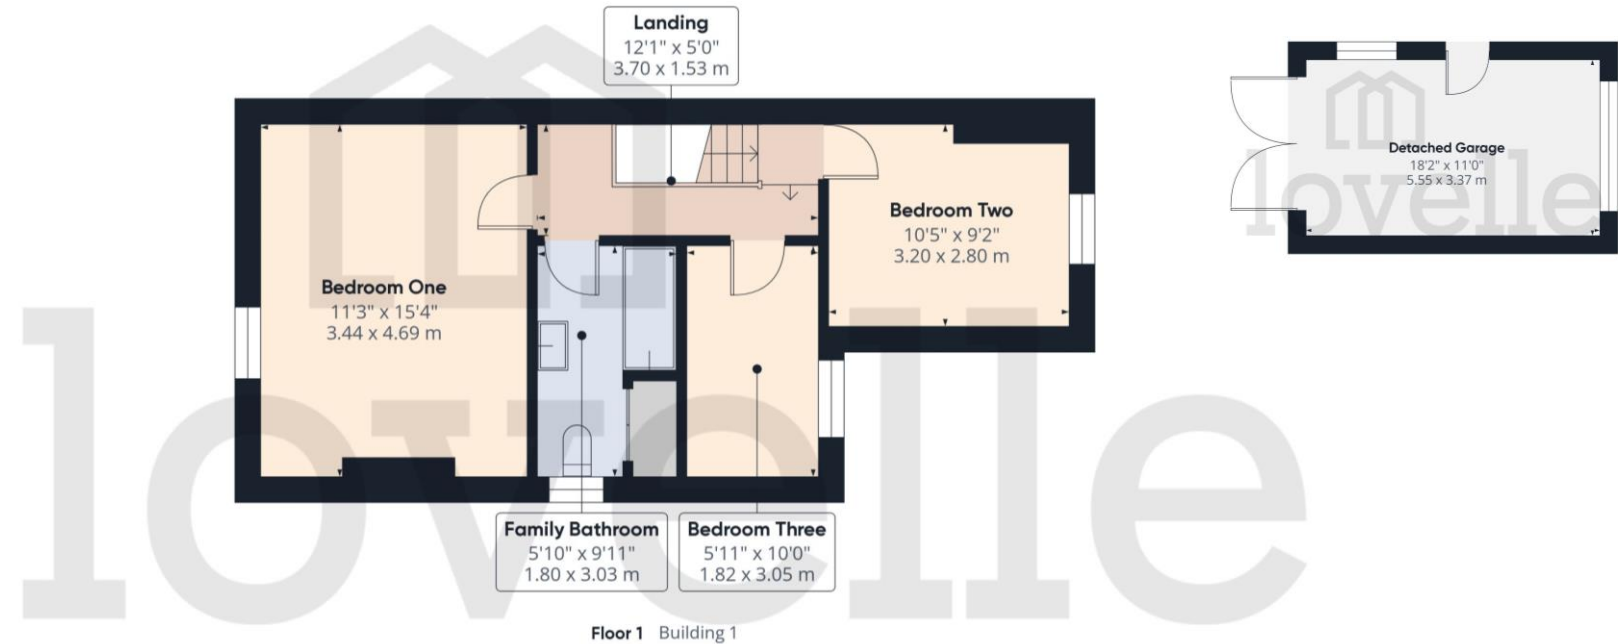 Landing
12'1" x 5'0"
3.70 x 1.53 m
Detached Garage
18'2" x 11'0"
5.55 x 3.37 m
lovelle
Bedroom Two
10'5" x 9'2"
3.20 x 2.80 m
Bedroom One
11'3" x 15'4"
3.44 x 4.69 m
lovelle
Family Bathroom
5'10" x 9'11"
1.80 x 3.03 m
Bedroom Three
5'11" x 10'0"
1.82 x 3.05 m
Floor 1 Building 1